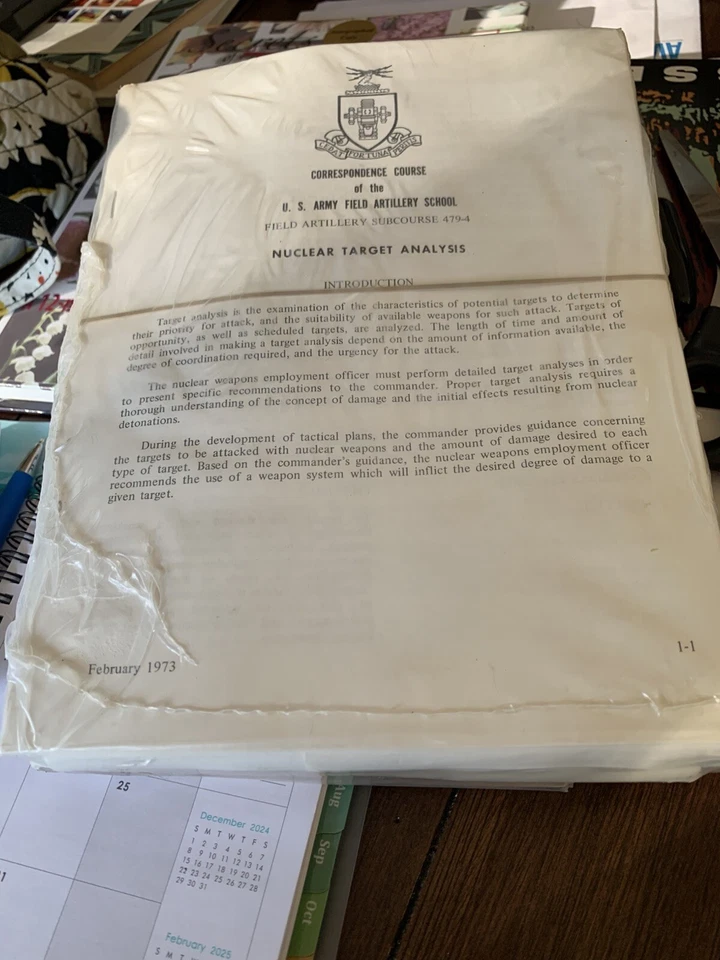 CEDAT FORTUNA PERITIS
CORRESPONDENCE COURSE
of the
U. S. ARMY FIELD ARTILLERY SCHOOL
FIELD ARTILLERY SUBCOURSE 479-4
NUCLEAR TARGET ANALYSIS
INTRODUCTION
Target analysis is the examination of the characteristics of potential targets to determine
their priority for attack, and the suitability of available weapons for such attack. Targets of
opportunity, as well as scheduled targets, are analyzed. The length of time and amount of
detail involved in making a target analysis depend on the amount of information available, the
degree of coordination required, and the urgency for the attack.
The nuclear weapons employment officer must perform detailed target analyses in order
to present specific recommendations to the commander. Proper target analysis requires a
thorough understanding of the concept of damage and the initial effects resulting from nuclear
detonations.
During the development of tactical plans, the commander provides guidance concerning
the targets to be attacked with nuclear weapons and the amount of damage desired to each
type of target. Based on the commander's guidance, the nuclear weapons employment officer
recommends the use of a weapon system which will inflict the desired degree of damage to a
given target.
February 1973
1-1
25
December 2024
S M T W T F S
1 2 3 4 5 6 7
8 9 10 11 12 13 14
15 16 17 18 19 20 21
22 23 24 25 26 27 28
29 30 31
February 2025
S M T W
Aug
Sep
Oct
AV
S